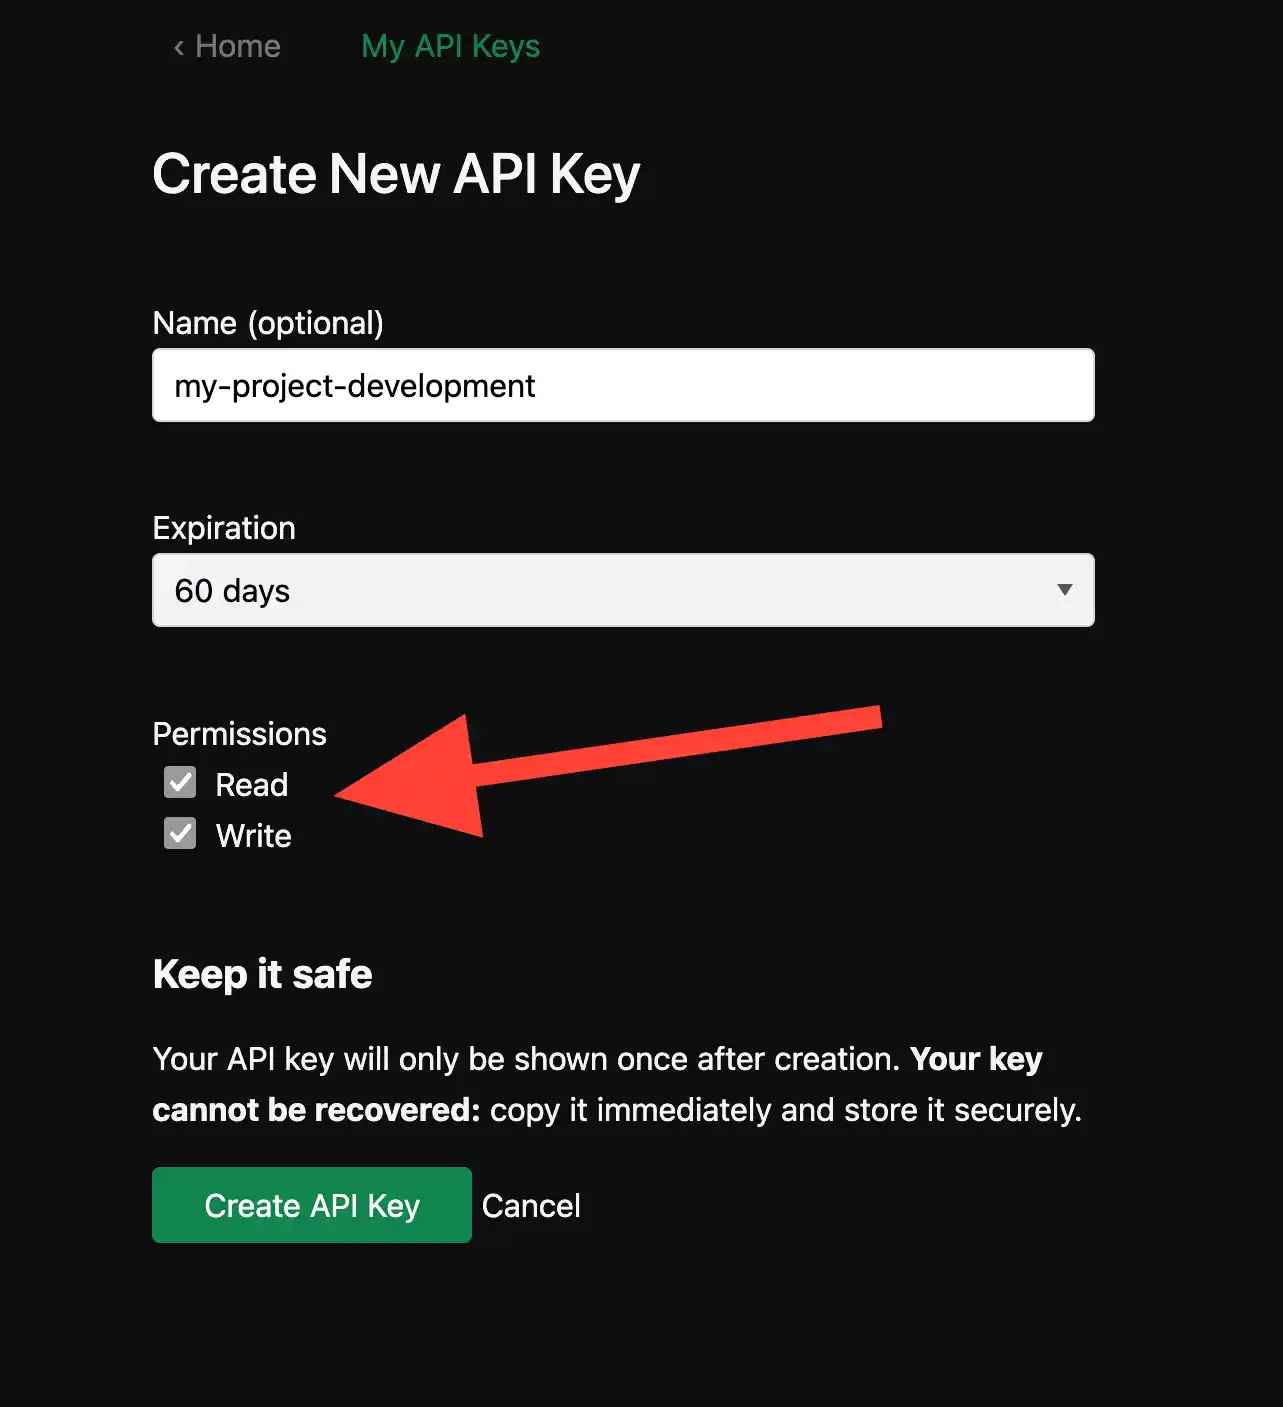 ‹ Home My API Keys
Create New API Key
Name (optional)
my-project-development
Expiration
60 days
Permissions
Read
Write
Keep it safe
Your API key will only be shown once after creation. Your key
cannot be recovered: copy it immediately and store it securely.
Create API Key Cancel